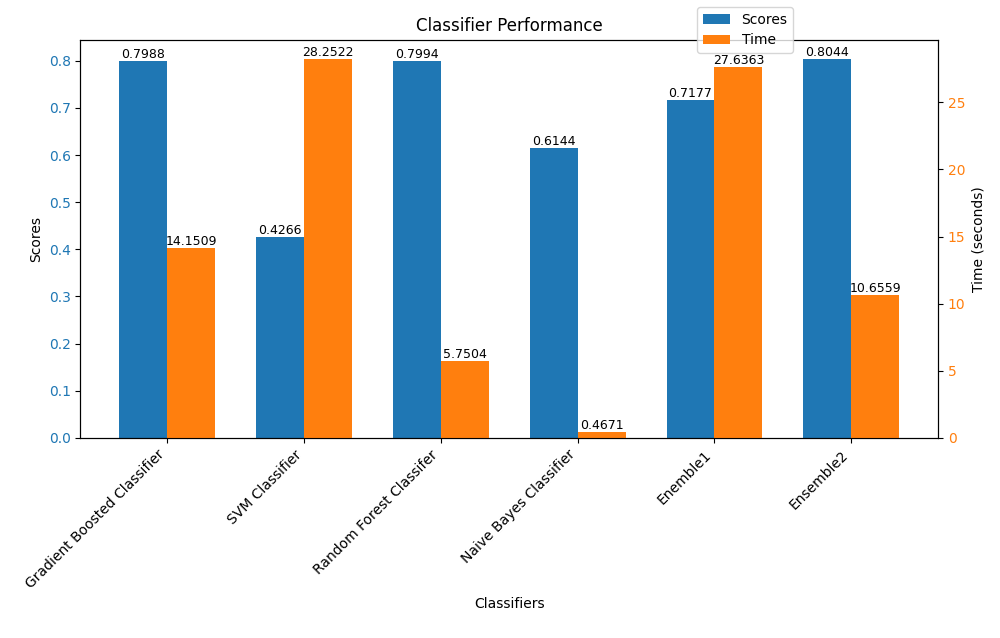 Classifier Performance
Scores
Time
0.7988
28.2522
0.7994
27.6363
0.8044
0.7177
0.6144
0.4266
14.1509
10.6559
5.7504
0.4671
0.8
0.7
0.6
0.5
0.4
0.3
0.2
0.1
0.0
Scores
25
20
15
10
5
0
Time (seconds)
Gradient Boosted Classifier
SVM Classifier
Random Forest Classifer
Naive Bayes Classifier
Enemble1
Ensemble2
Classifiers